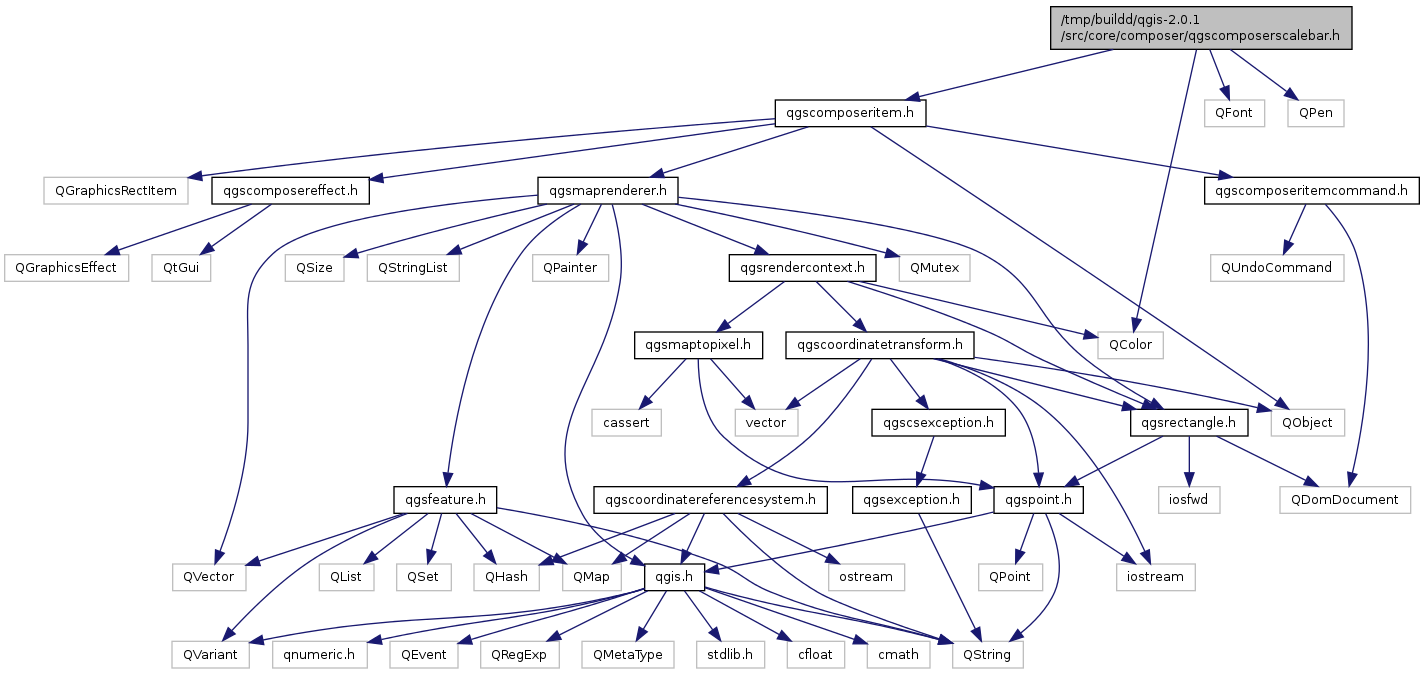 /tmp/buildd/qgis-2.0.1
/src/core/composer/qgscomposerscalebar.h
qgscomposeritem.h
QFont
QPen
QGraphicsRectItem
qgscomposereffect.h
qgsmaprenderer.h
qgscomposeritemcommand.h
QGraphicsEffect
QtGui
QSize
QStringList
QPainter
qgsrendercontext.h
QMutex
QUndoCommand
qgsmaptopixel.h
qgscoordinatetransform.h
QColor
cassert
vector
qgscsexception.h
qgsrectangle.h
QObject
qgsfeature.h
qgscoordinatereferencesystem.h
qgsexception.h
qgspoint.h
iosfwd
QDomDocument
QVector
QList
QSet
QHash
QMap
qgis.h
ostream
QPoint
iostream
QVariant
qnumeric.h
QEvent
QRegExp
QMetaType
stdlib.h
cfloat
cmath
QString